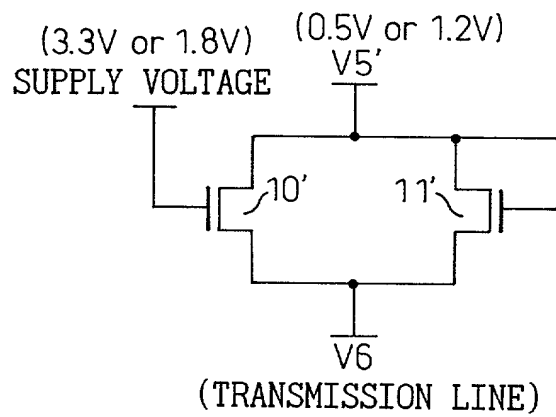 (3.3V or 1.8V)
SUPPLY VOLTAGE
(0.5V or 1.2V)
V5'
10'
11'
V6
(TRANSMISSION LINE)